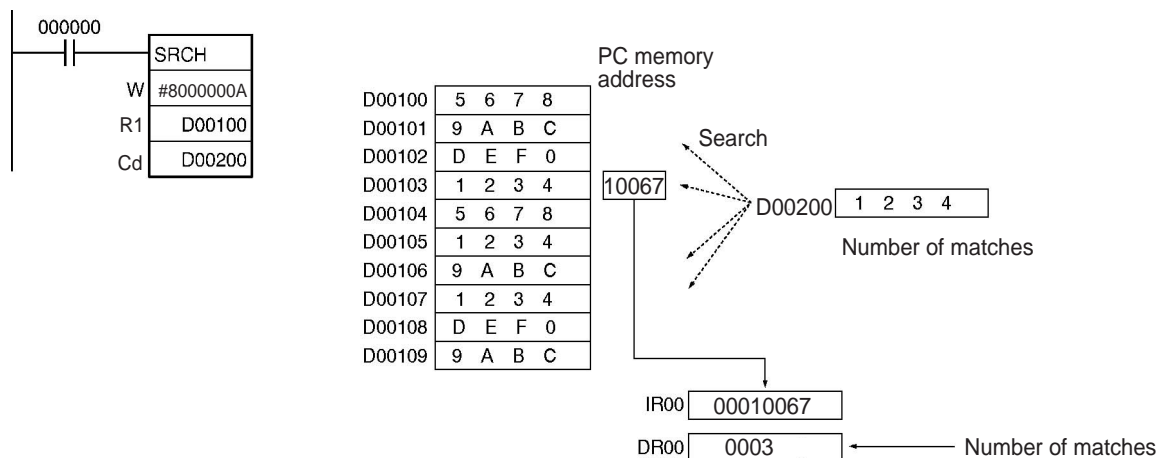 000000
SRCH
W #8000000A
R1 D00100
Cd D00200
PC memory
address
D00100 5 6 7 8
D00101 9 A B C
D00102 D E F 0
D00103 1 2 3 4
D00104 5 6 7 8
D00105 1 2 3 4
D00106 9 A B C
D00107 1 2 3 4
D00108 D E F 0
D00109 9 A B C
10067
Search
D00200 1 2 3 4
Number of matches
IR00 00010067
DR00 0003
Number of matches